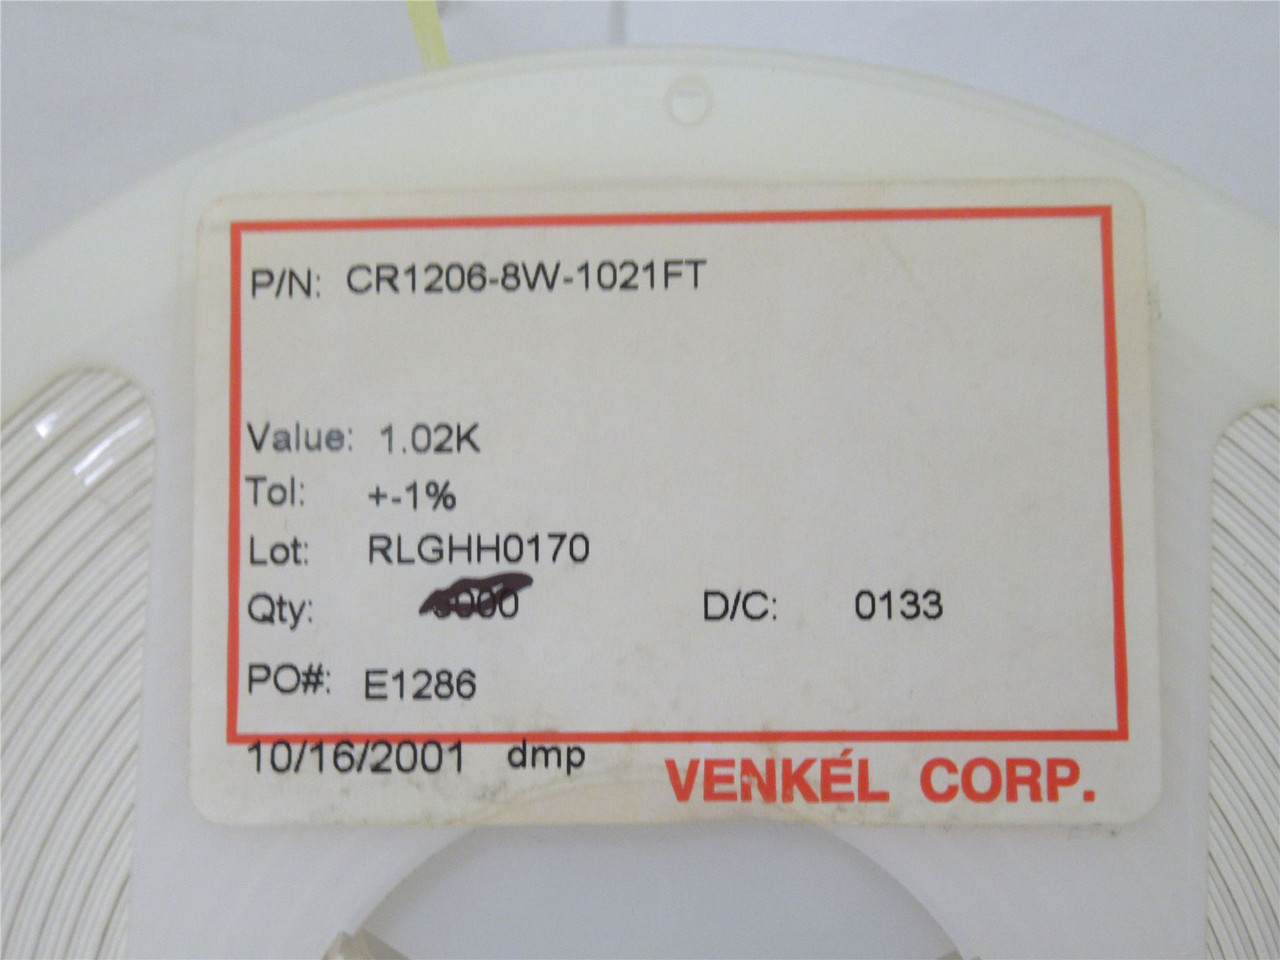 P/N: CR1206-8W-1021FT
Value: 1.02K
Tol: +-1%
Lot: RLGHH0170
Qty: D/C: 0133
PO#: E1286
10/16/2001 dmp
VENKÉL CORP.